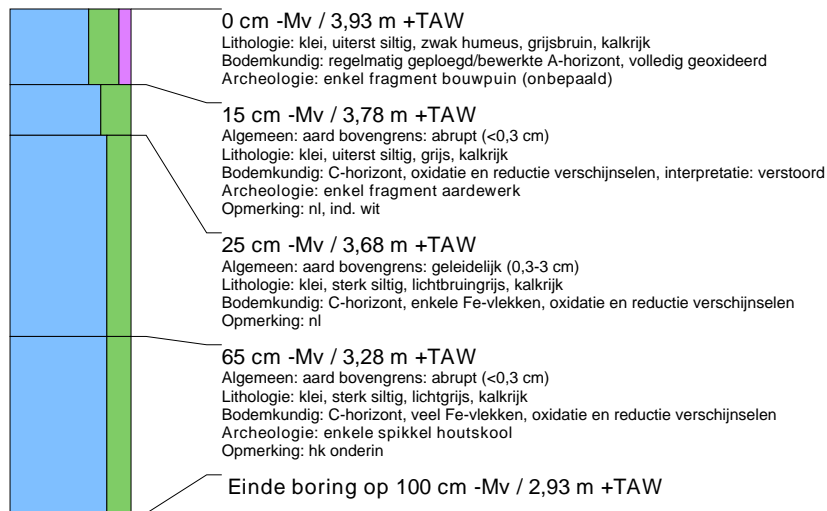 0 cm -Mv / 3,93 m +TAW
Lithologie: klei, uiterst siltig, zwak humeus, grijsbruin, kalkrijk
Bodemkundig: regelmatig geploegd/bewerkte A-horizont, volledig geoxideerd
Archeologie: enkel fragment bouwpuin (onbepaald)
15 cm -Mv / 3,78 m +TAW
Algemeen: aard bovengrens: abrupt (<0,3 cm)
Lithologie: klei, uiterst siltig, grijs, kalkrijk
Bodemkundig: C-horizont, oxidatie en reductie verschijnselen, interpretatie: verstoord
Archeologie: enkel fragment aardewerk
Opmerking: nl, ind. wit
25 cm -Mv / 3,68 m +TAW
Algemeen: aard bovengrens: geleidelijk (0,3-3 cm)
Lithologie: klei, sterk siltig, lichtbruingrijs, kalkrijk
Bodemkundig: C-horizont, enkele Fe-vlekken, oxidatie en reductie verschijnselen
Opmerking: nl
65 cm -Mv / 3,28 m +TAW
Algemeen: aard bovengrens: abrupt (<0,3 cm)
Lithologie: klei, sterk siltig, lichtgrijs, kalkrijk
Bodemkundig: C-horizont, veel Fe-vlekken, oxidatie en reductie verschijnselen
Archeologie: enkele spikkel houtskool
Opmerking: hk onderin
Einde boring op 100 cm -Mv / 2,93 m +TAW